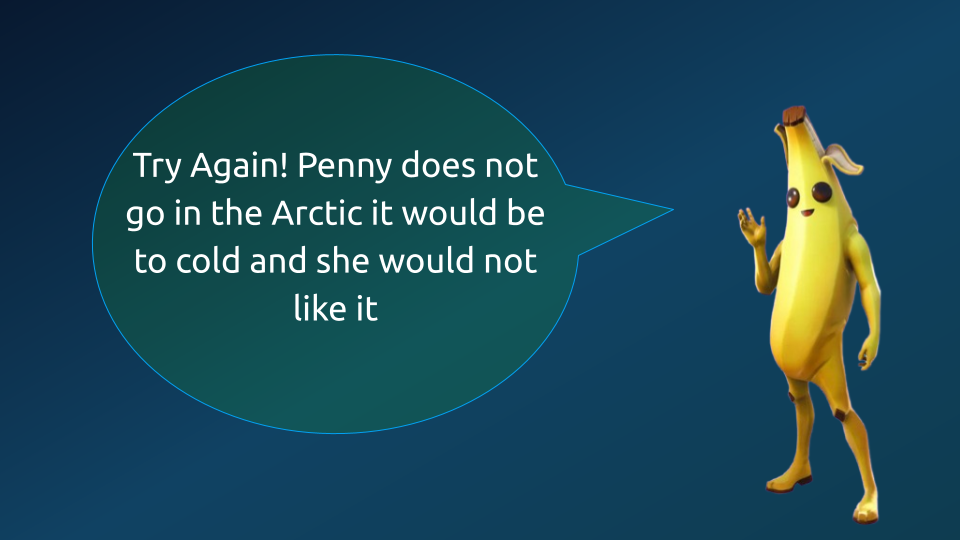 Try Again! Penny does not
go in the Arctic it would be
to cold and she would not
like it